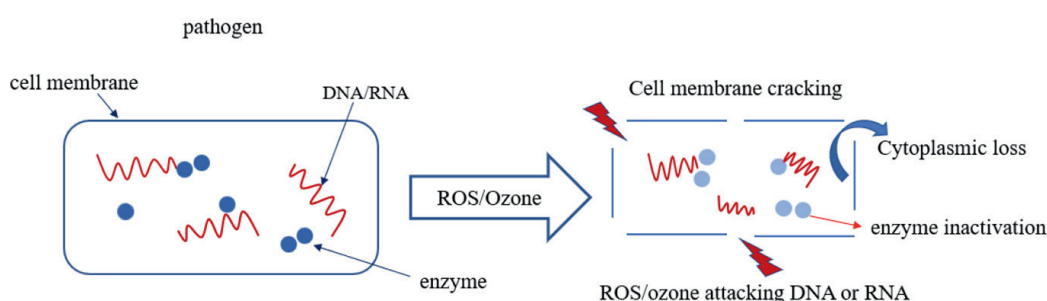 pathogen
cell membrane
DNA/RNA
enzyme
ROS/Ozone
Cell membrane cracking
Cytoplasmic loss
enzyme inactivation
ROS/ozone attacking DNA or RNA